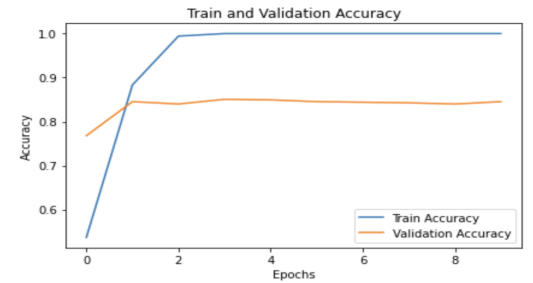 Train and Validation Accuracy
1.0
0.9
0.8
0.7
0.6
Accuracy
Train Accuracy
Validation Accuracy
0 2 4 6 8
Epochs